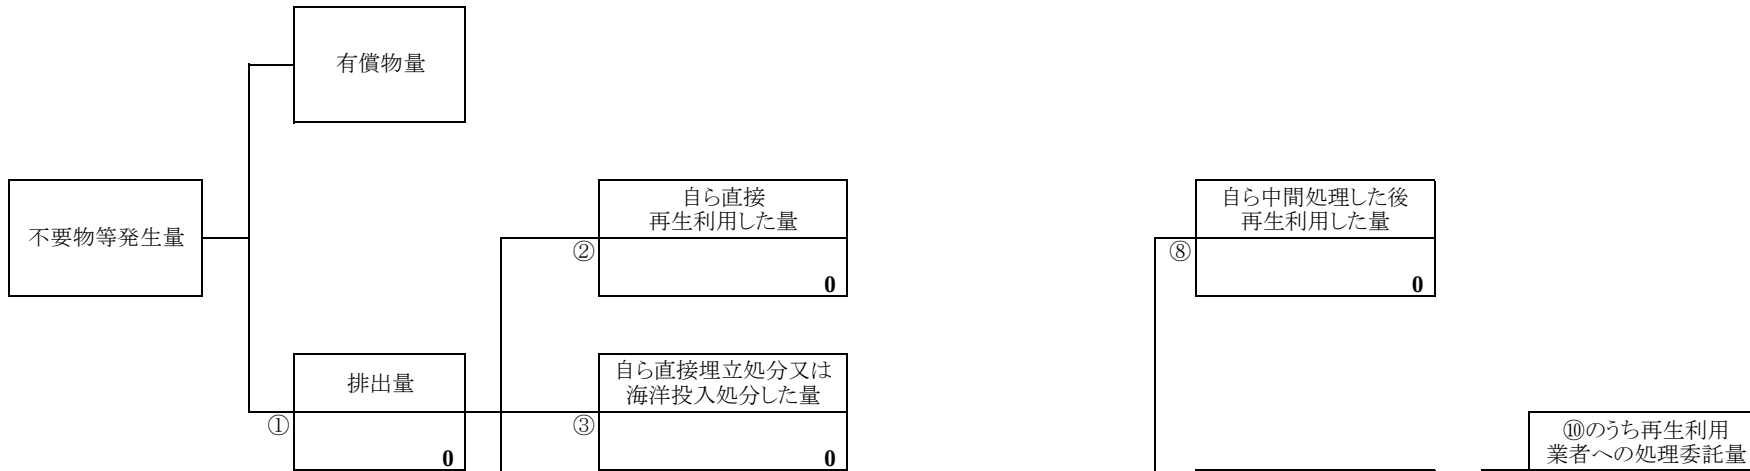 有償物量
不要物等発生量
自ら直接
再生利用した量
②
0
自ら中間処理した後
再生利用した量
⑧
0
排出量
①
0
自ら直接埋立処分又は
海洋投入処分した量
③
0
⑩のうち再生利用
業者への処理委託量